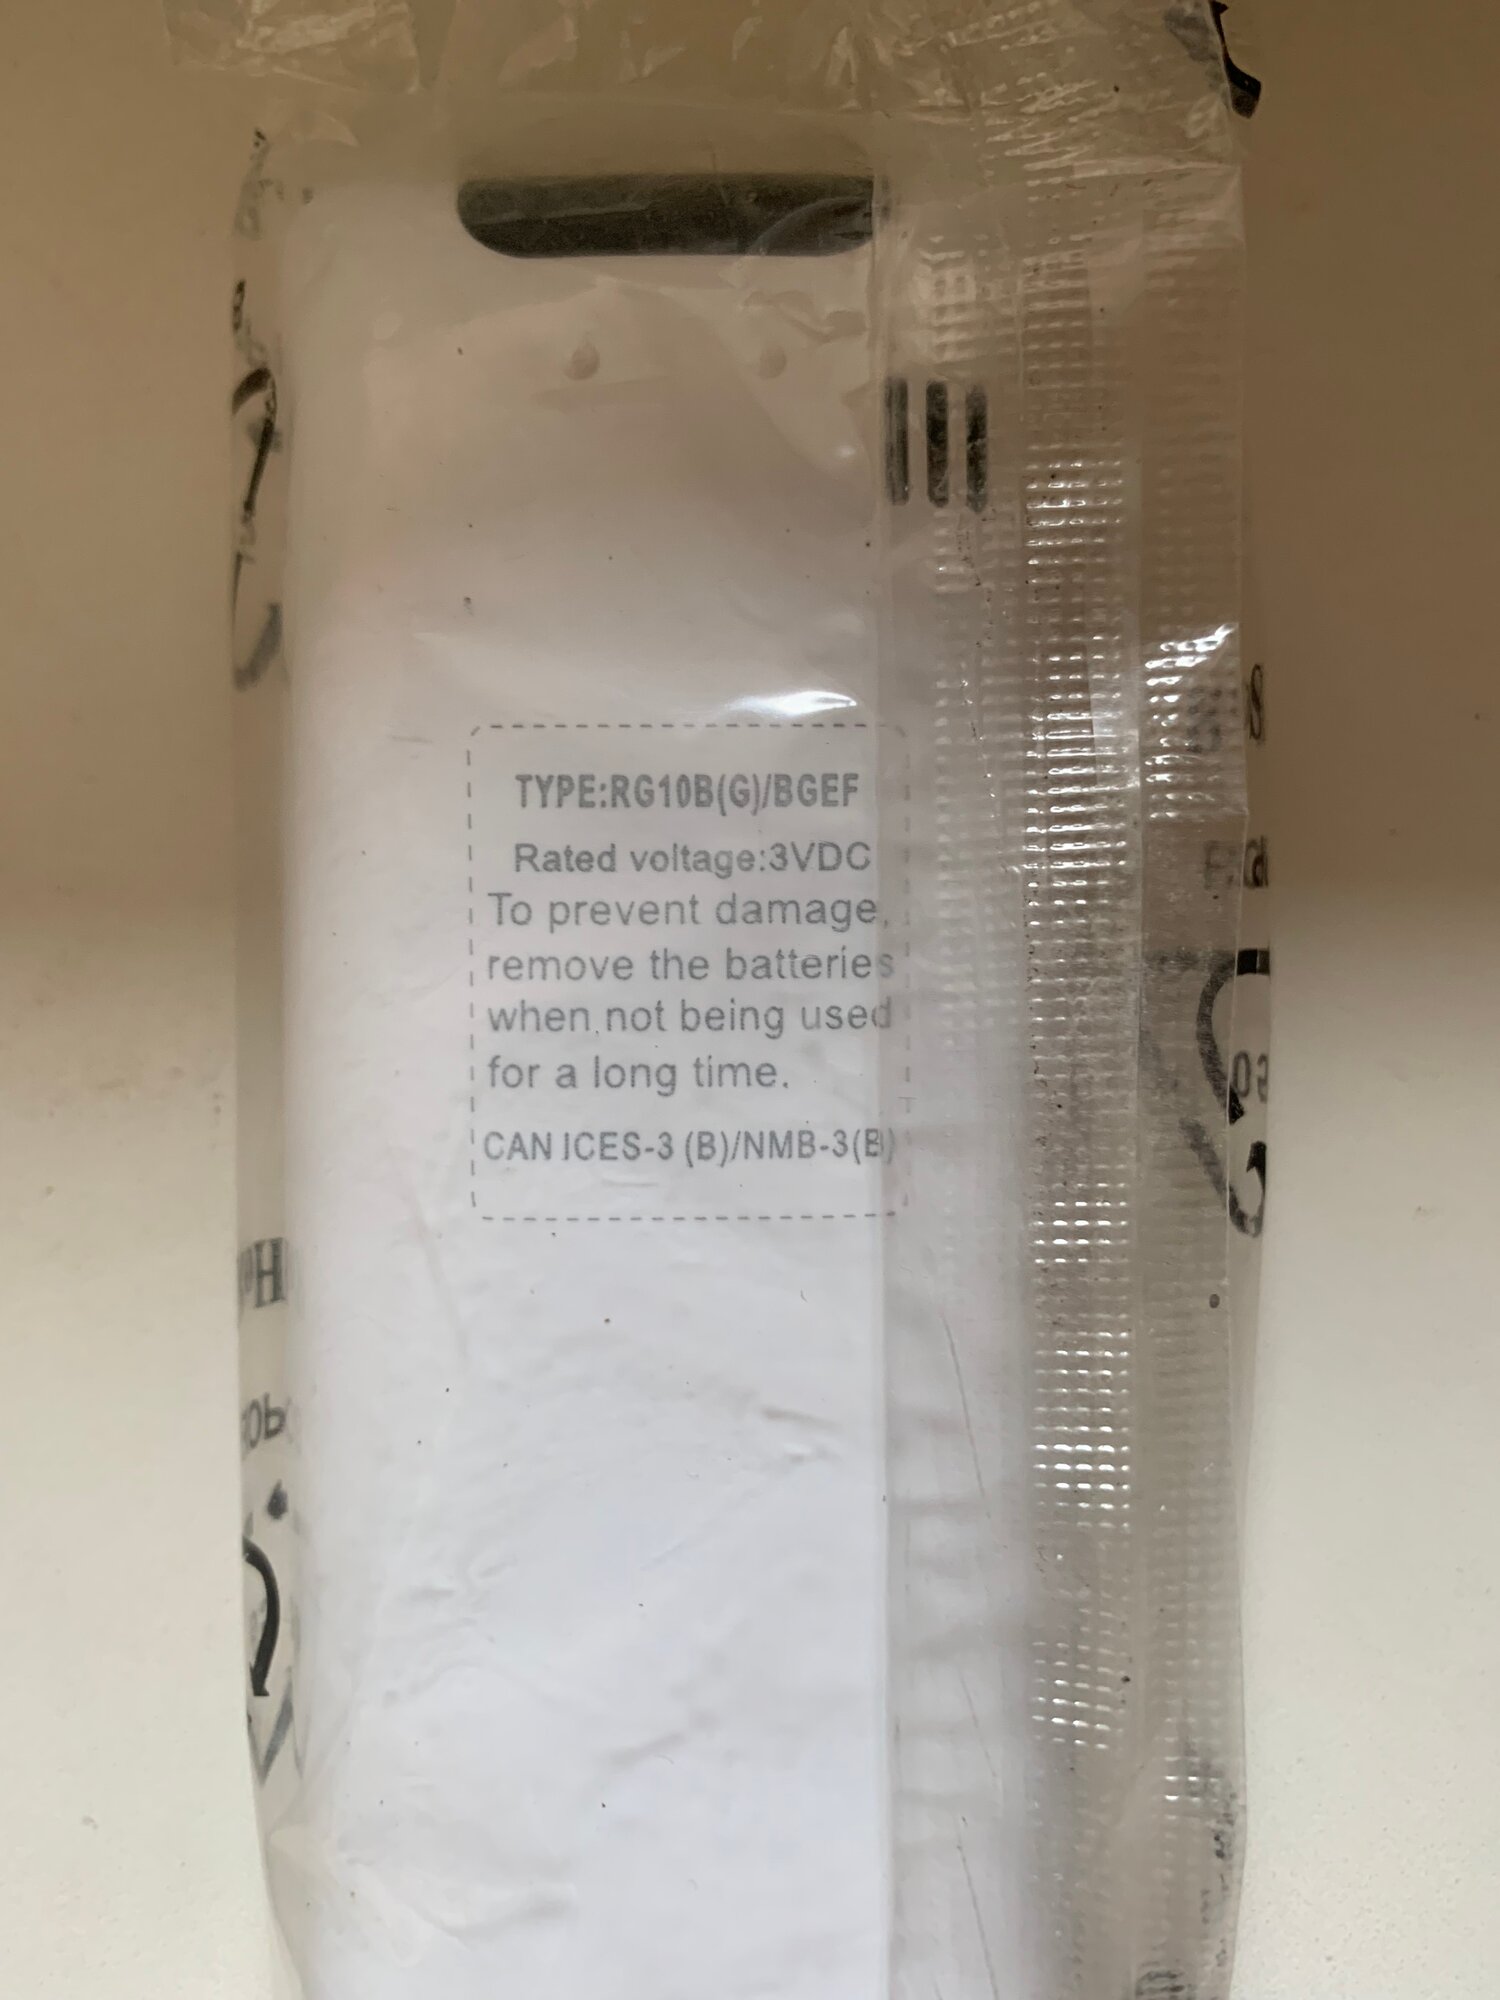 TYPE:RG10B(G)/BGEF
Rated voltage:3VDC
To prevent damage,
remove the batteries
when not being used
for a long time.
CAN ICES-3 (B)/NMB-3(B)